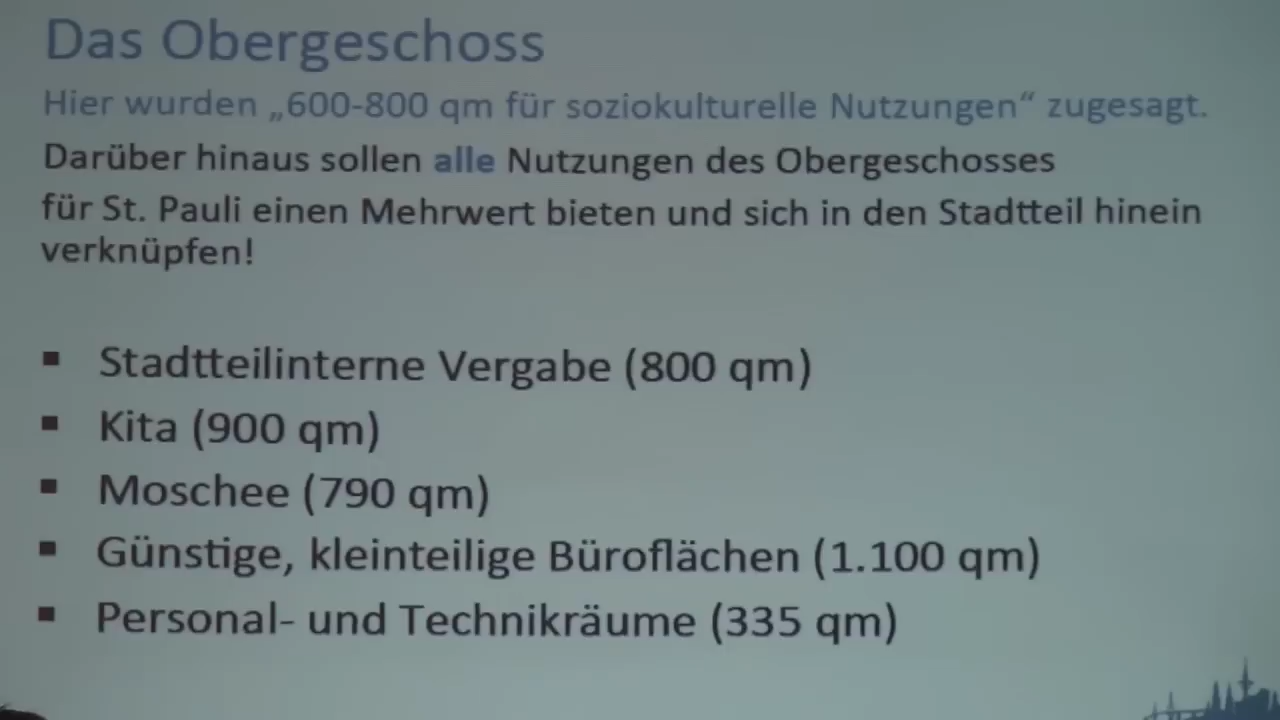 Das Obergeschoss
Hier wurden „600-800 qm für soziokulturelle Nutzungen“ zugesagt.
Darüber hinaus sollen alle Nutzungen des Obergeschosses
für St. Pauli einen Mehrwert bieten und sich in den Stadtteil hinein
verknüpfen!
▪ Stadtteilinterne Vergabe (800 qm)
▪ Kita (900 qm)
▪ Moschee (790 qm)
▪ Günstige, kleinteilige Büroflächen (1.100 qm)
▪ Personal- und Technikräume (335 qm)